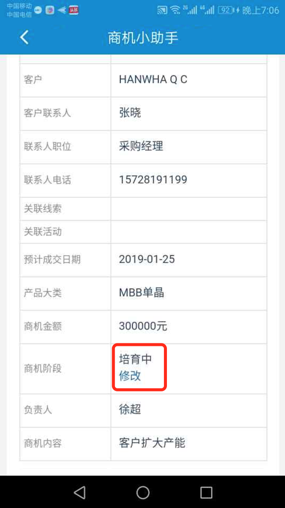 中国移动
中国电信
92
晚上7:06
商机小助手
客户 HANWHA Q C
客户联系人 张晓
联系人职位 采购经理
联系人电话 15728191199
关联线索
关联活动
预计成交日期 2019-01-25
产品大类 MBB单晶
商机金额 300000元
商机阶段 培育中
修改
负责人 徐超
商机内容 客户扩大产能